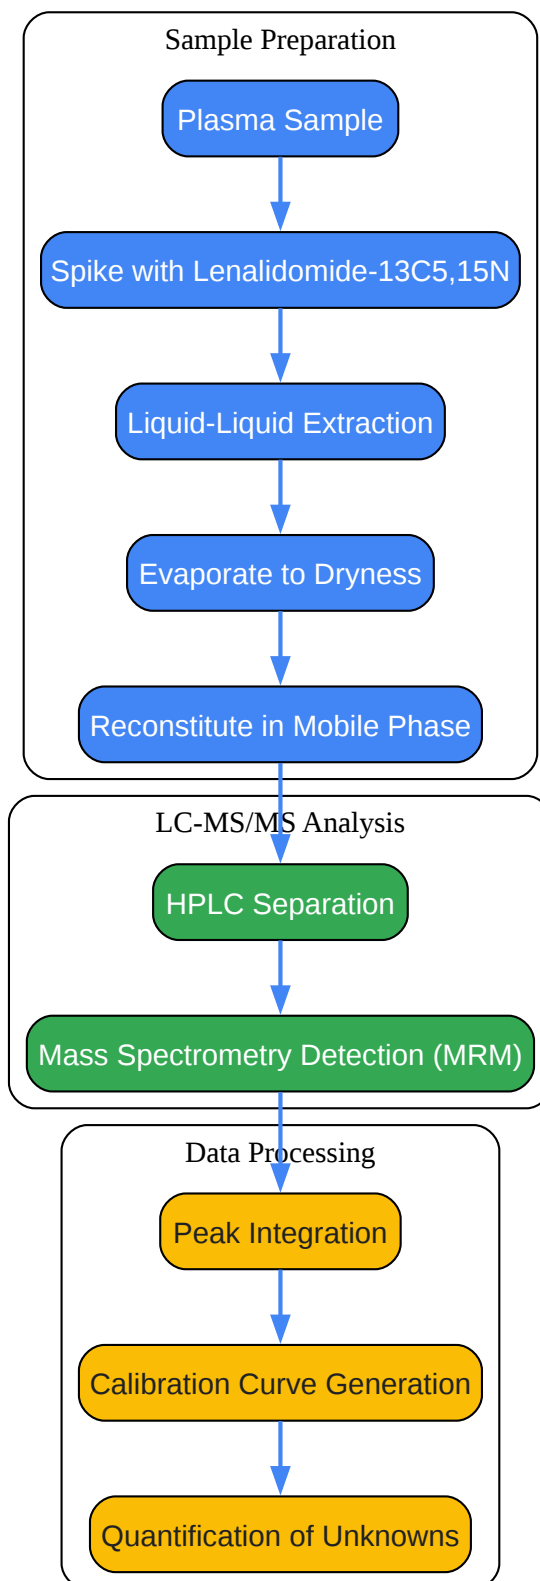 Sample Preparation
Plasma Sample
Spike with Lenalidomide-13C5,15N
Liquid-Liquid Extraction
Evaporate to Dryness
Reconstitute in Mobile Phase
LC-MS/MS Analysis
HPLC Separation
Mass Spectrometry Detection (MRM)
Data Processing
Peak Integration
Calibration Curve Generation
Quantification of Unknowns